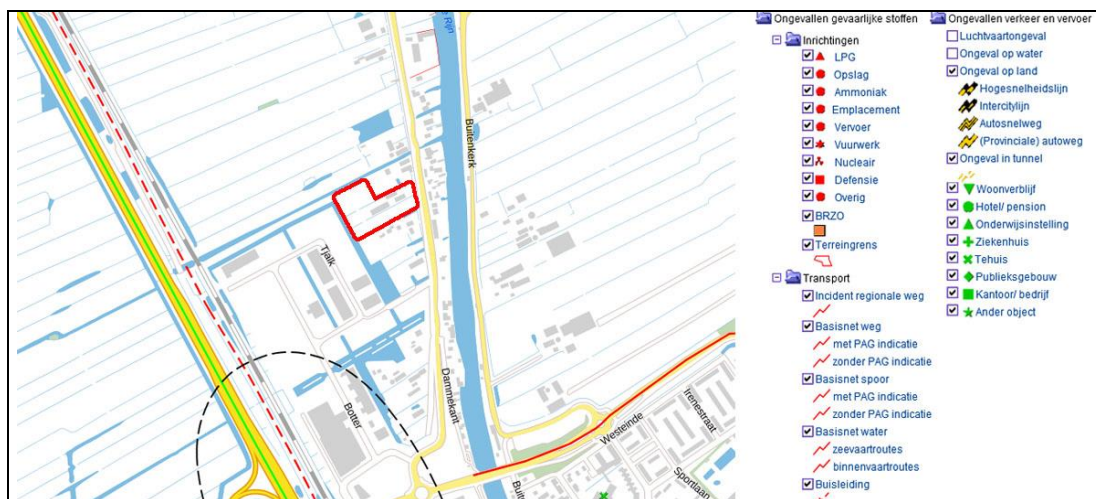 Rijn
Buitenkerk
Tjalk
Dammekant
Botter
Westeinde
Irenestraat
Sportlaan
Ongevallen gevaarlijke stoffen
Inrichtingen
LPG
Opslag
Ammoniak
Emplacement
Vervoer
Vuurwerk
Nucleair
Defensie
Overig
BRZO
Terreingrens
Transport
Incident regionale weg
Basisnet weg
met PAG indicatie
zonder PAG indicatie
Basisnet spoor
met PAG indicatie
zonder PAG indicatie
Basisnet water
zeevaartroutes
binnenvaartroutes
Buisleiding
Ongevallen verkeer en vervoer
Luchtvaartongeval
Ongeval op water
Ongeval op land
Hogesnelheidslijn
Intercitylijn
Autosnelweg
(Provinciale) autoweg
Ongeval in tunnel
Woonverblijf
Hotel/ pension
Onderwijsinstelling
Ziekenhuis
Tehuis
Publieksgebouw
Kantoor/ bedrijf
Ander object